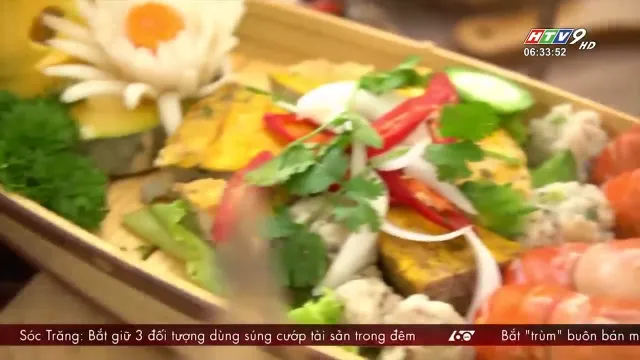 HTV9 HD
06:33:52
Sóc Trăng: Bắt giữ 3 đối tượng dùng súng cướp tài sản trong đêm
Bắt "trùm" buôn bán m